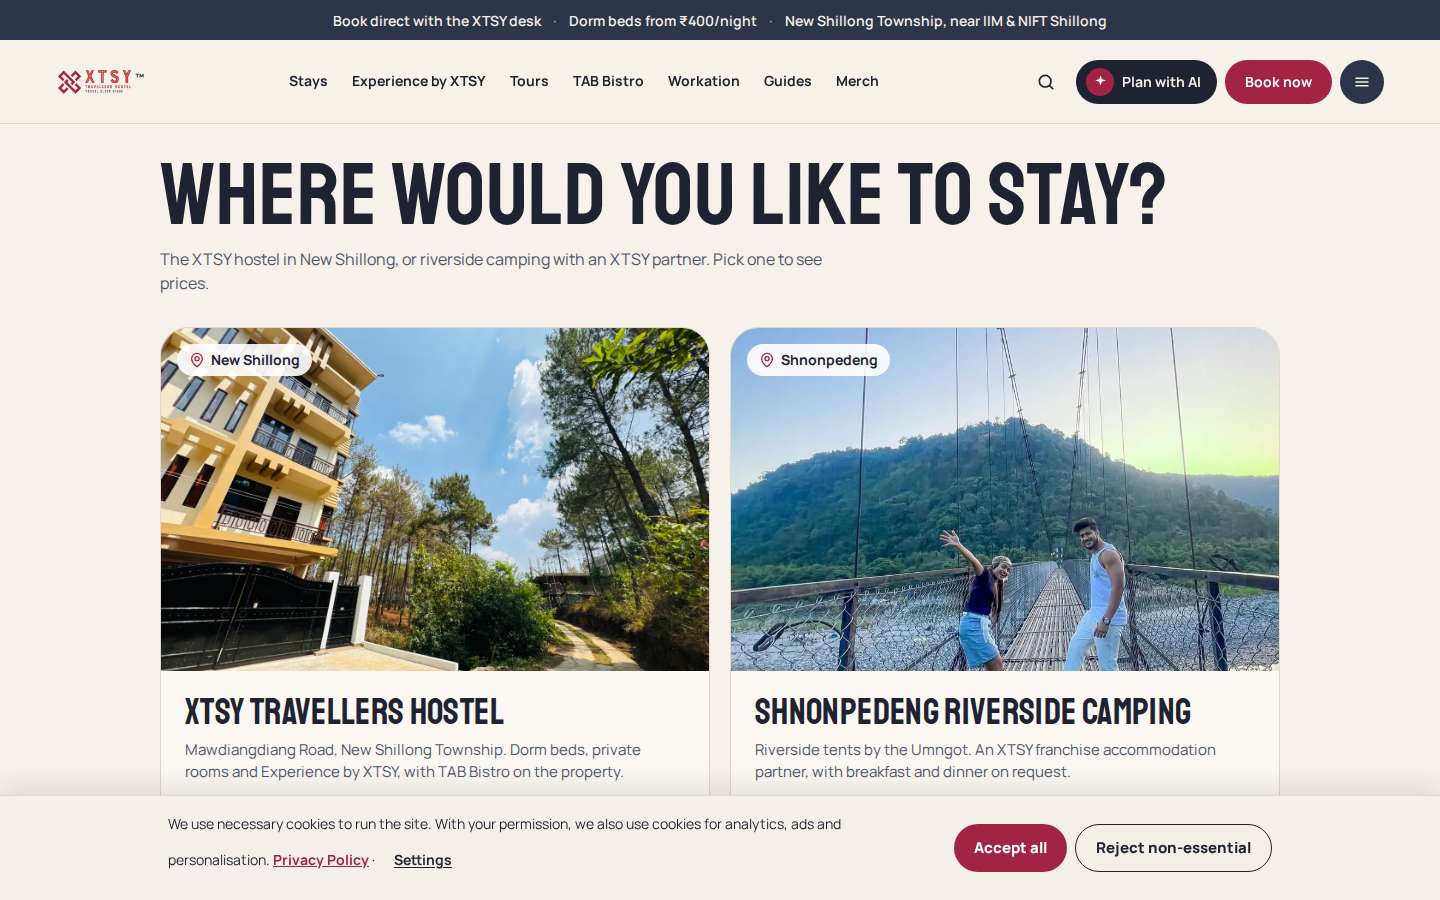 Book direct with the XTSY desk · Dorm beds from ₹400/night · New Shillong Township, near IIM & NIFT Shillong
XTSY™
TRAVELLERS HOSTEL
Stays Experience by XTSY Tours TAB Bistro Workation Guides Merch
Plan with AI Book now
WHERE WOULD YOU LIKE TO STAY?
The XTSY hostel in New Shillong, or riverside camping with an XTSY partner. Pick one to see
prices.
New Shillong
Shnonpedeng
XTSY TRAVELLERS HOSTEL
Mawdiangdiang Road, New Shillong Township. Dorm beds, private
rooms and Experience by XTSY, with TAB Bistro on the property.
SHNONPEDENG RIVERSIDE CAMPING
Riverside tents by the Umngot. An XTSY franchise accommodation
partner, with breakfast and dinner on request.
We use necessary cookies to run the site. With your permission, we also use cookies for analytics, ads and
personalisation. Privacy Policy · Settings
Accept all Reject non-essential